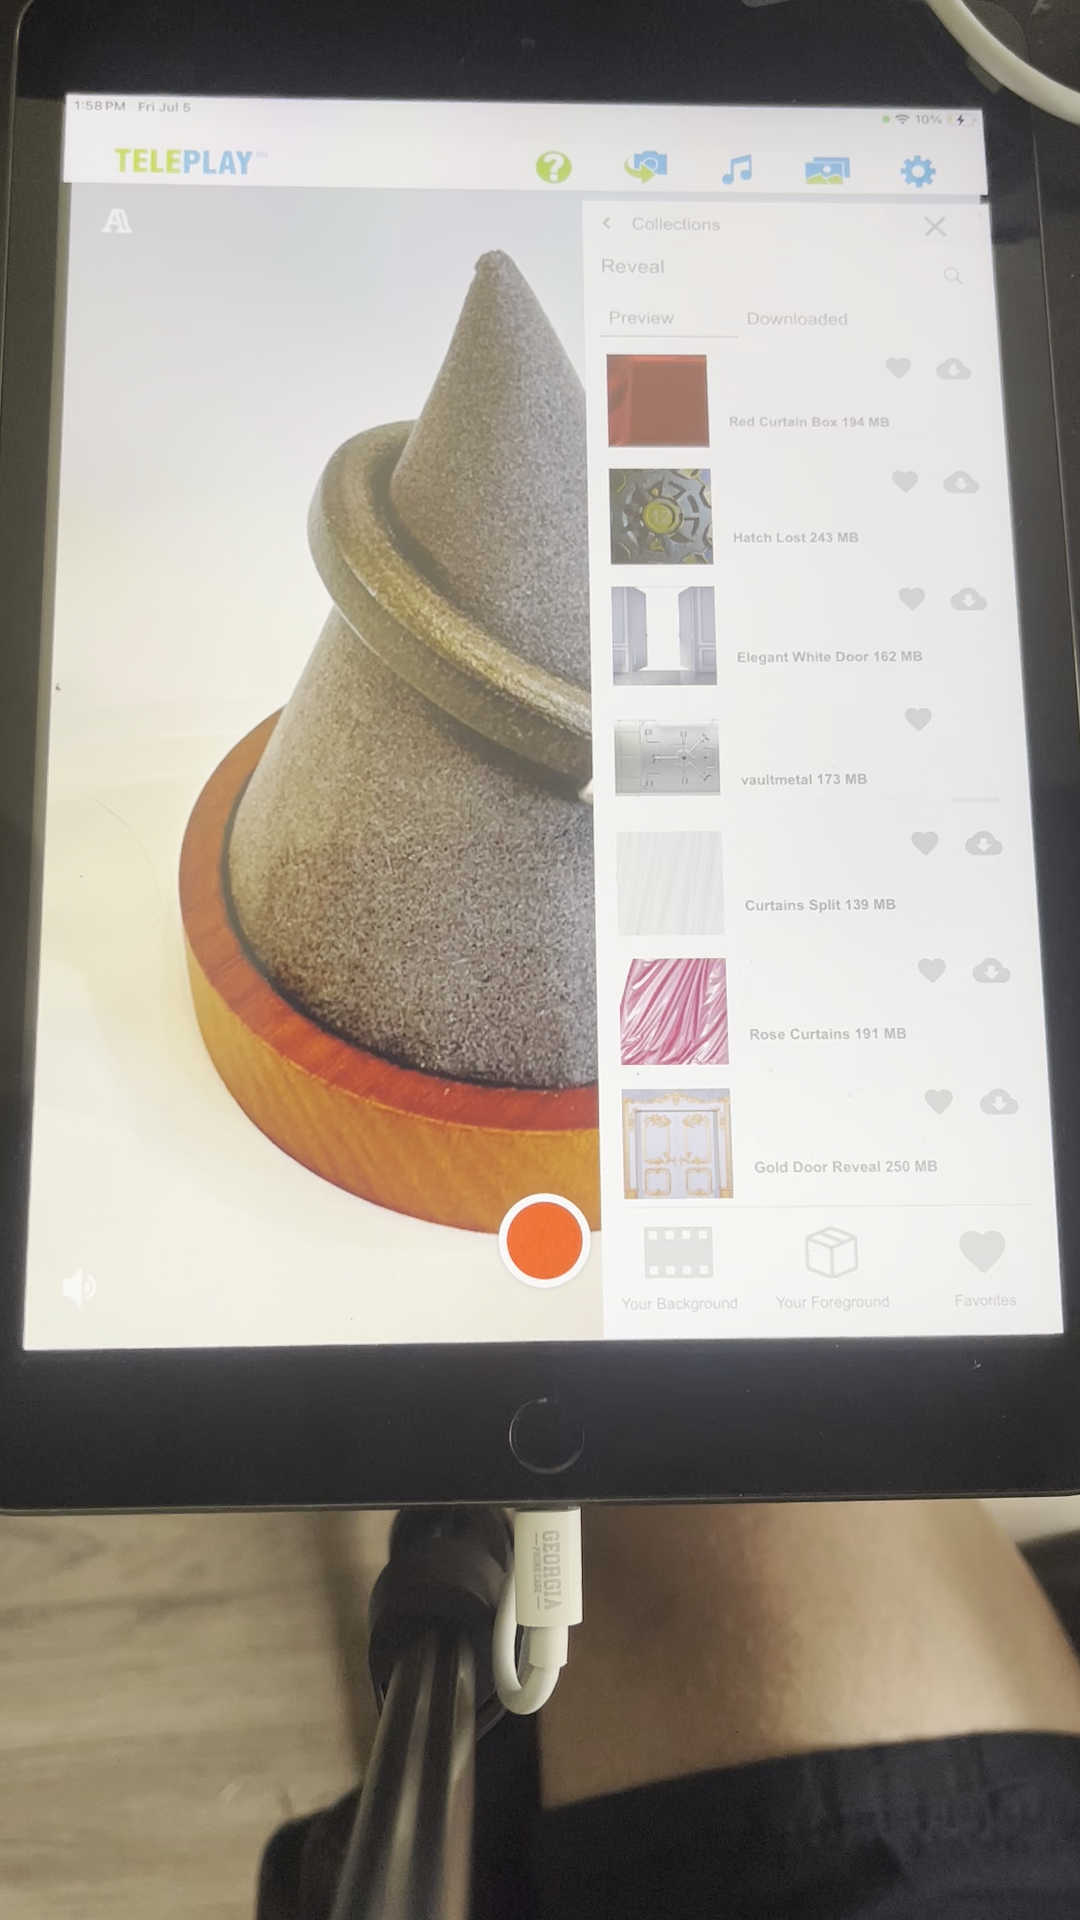 1:58 PM Fri Jul 5
10%
TELEPLAY
Collections
Reveal
Preview Downloaded
Red Curtain Box 194 MB
Hatch Lost 243 MB
Elegant White Door 162 MB
vaultmetal 173 MB
Curtains Split 139 MB
Rose Curtains 191 MB
Gold Door Reveal 250 MB
Your Background Your Foreground Favorites
GEORGIA
PHONE CASE